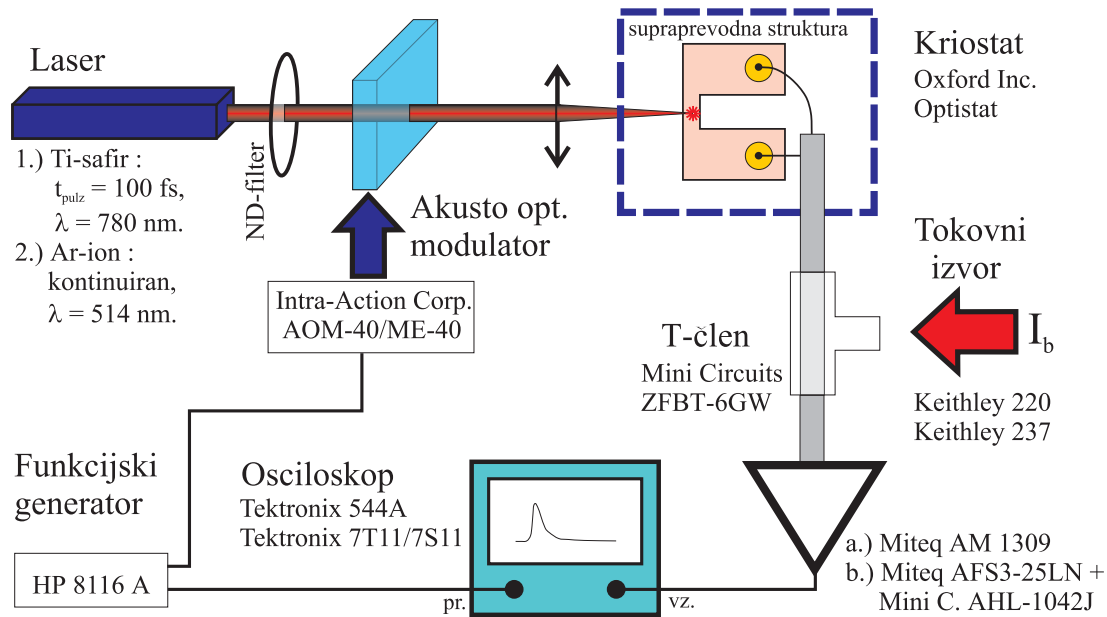 Laser
1.) Ti-safir :
t_pulz = 100 fs,
λ = 780 nm.
2.) Ar-ion :
kontinuiran,
λ = 514 nm.
ND-filter
Akusto opt.
modulator
Intra-Action Corp.
AOM-40/ME-40
supraprevodna struktura
Kriostat
Oxford Inc.
Optistat
Tokovni
izvor
I_b
Keithley 220
Keithley 237
T-člen
Mini Circuits
ZFBT-6GW
Funkcijski
generator
HP 8116 A
Osciloskop
Tektronix 544A
Tektronix 7T11/7S11
pr.
vz.
a.) Miteq AM 1309
b.) Miteq AFS3-25LN +
Mini C. AHL-1042J